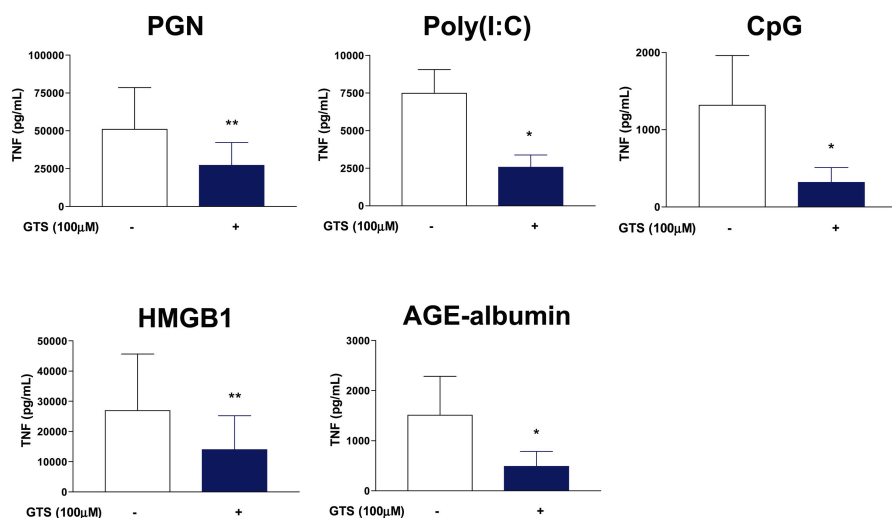 PGN
TNF (pg/mL)
100000
75000
50000
25000
0
**
GTS (100µM) - +
Poly(I:C)
TNF (pg/mL)
10000
7500
5000
2500
0
*
GTS (100µM) - +
CpG
TNF (pg/mL)
2000
1000
0
*
GTS (100µM) - +
HMGB1
TNF (pg/mL)
50000
40000
30000
20000
10000
0
**
GTS (100µM) - +
AGE-albumin
TNF (pg/mL)
3000
2000
1000
0
*
GTS (100µM) - +